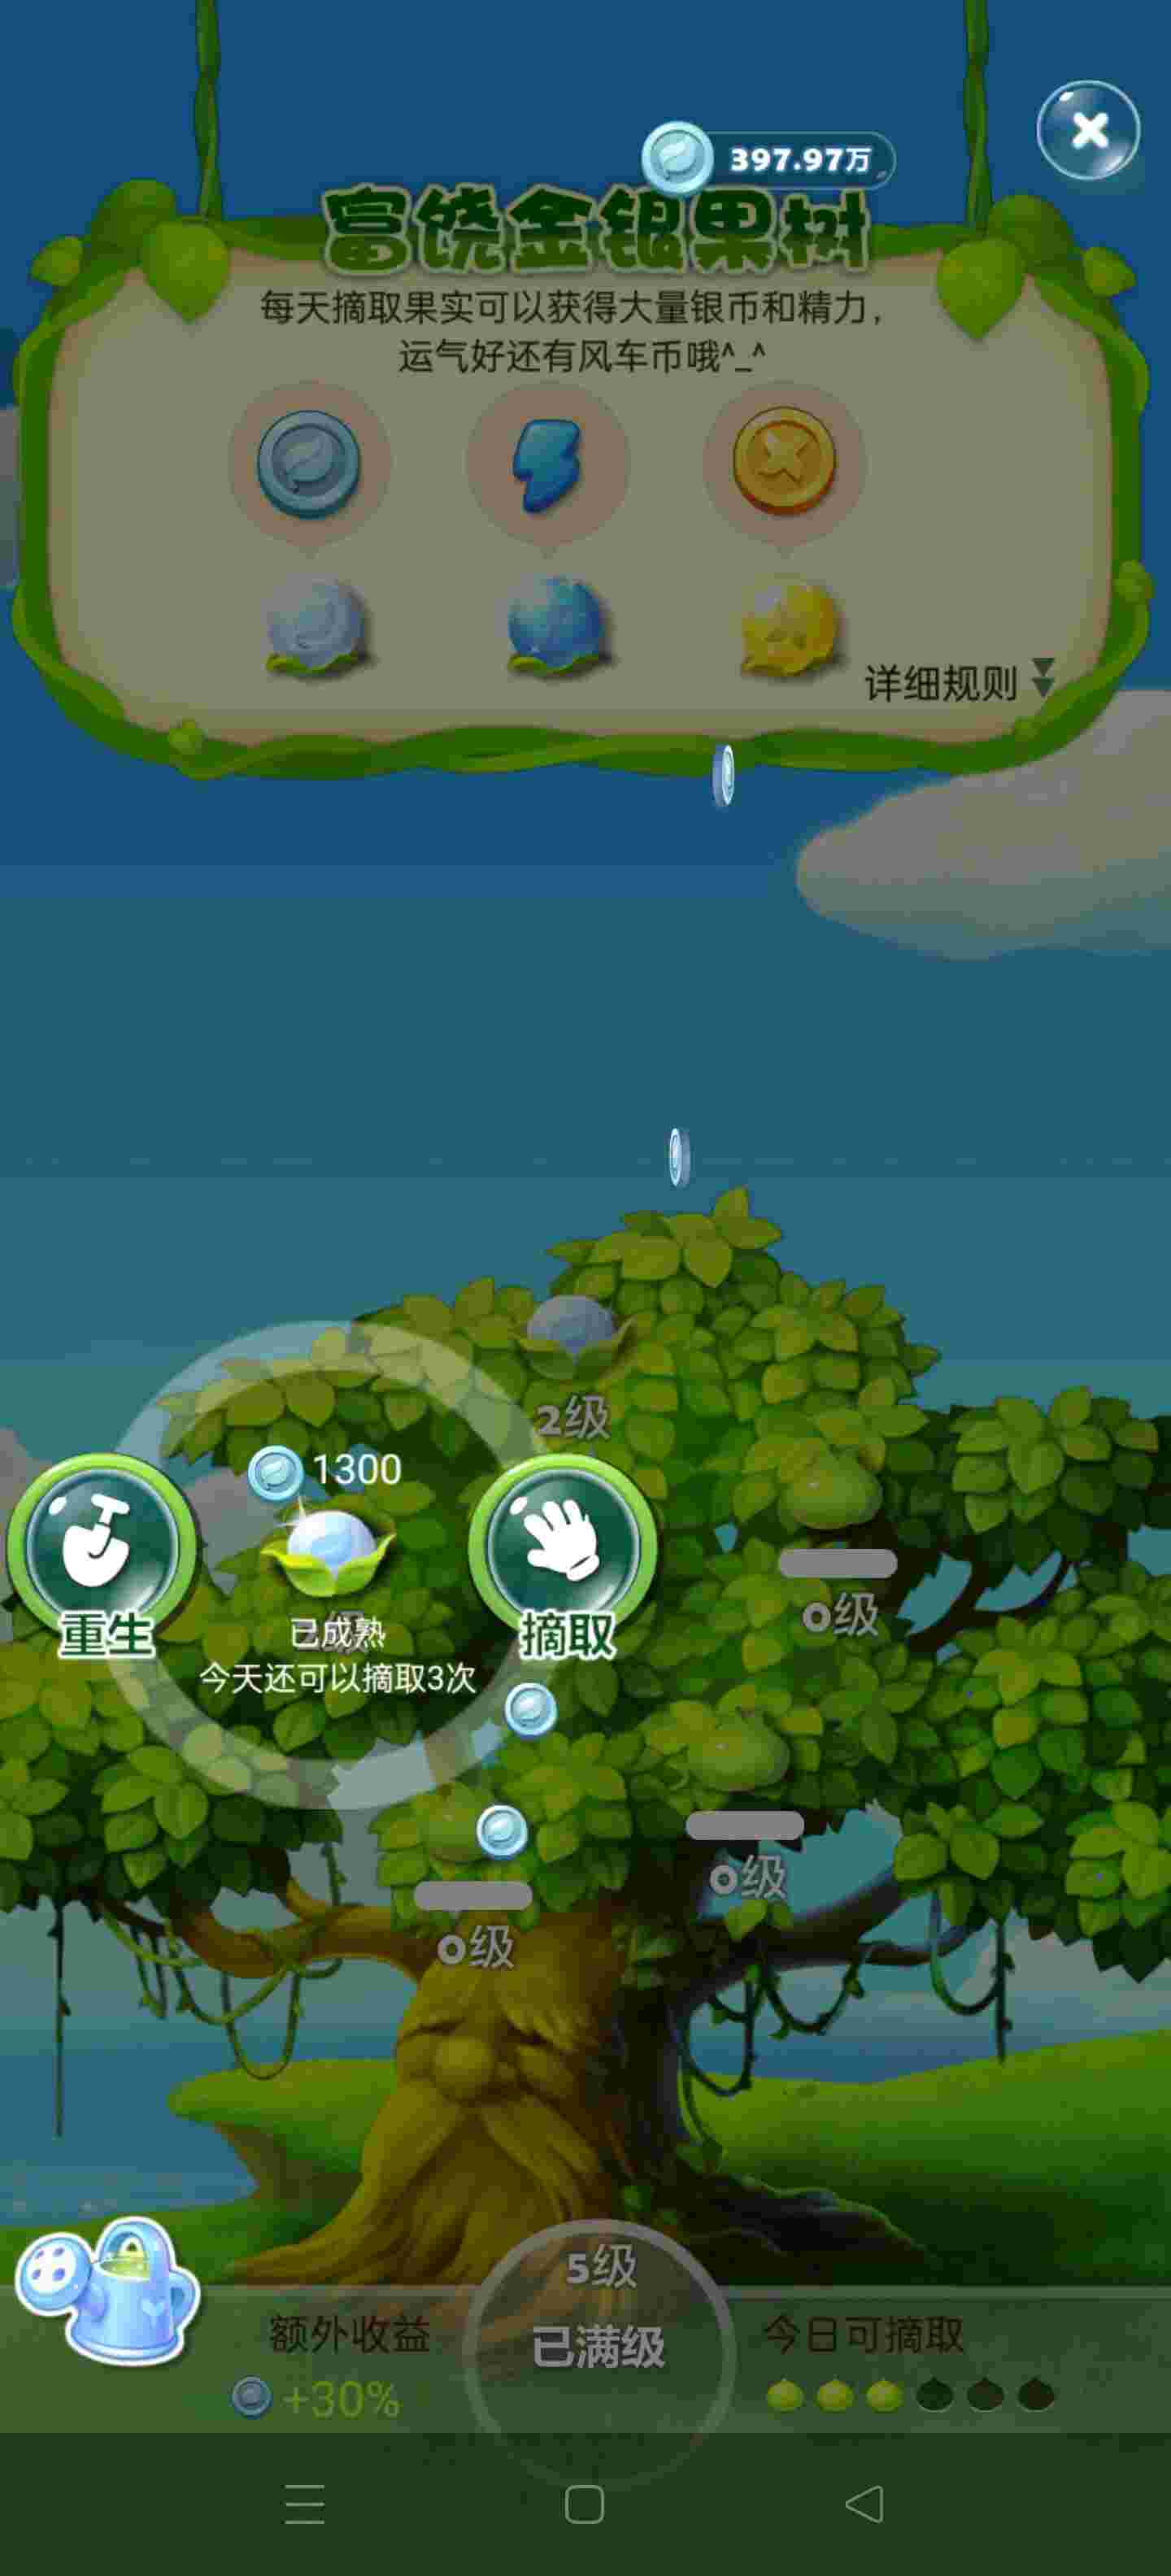 397.97万
富饶金银果树
每天摘取果实可以获得大量银币和精力，
运气好还有风车币哦^_^
详细规则
2级
1300
重生
已成熟
摘取
今天还可以摘取3次
0级
0级
0级
5级
已满级
额外收益
+30%
今日可摘取